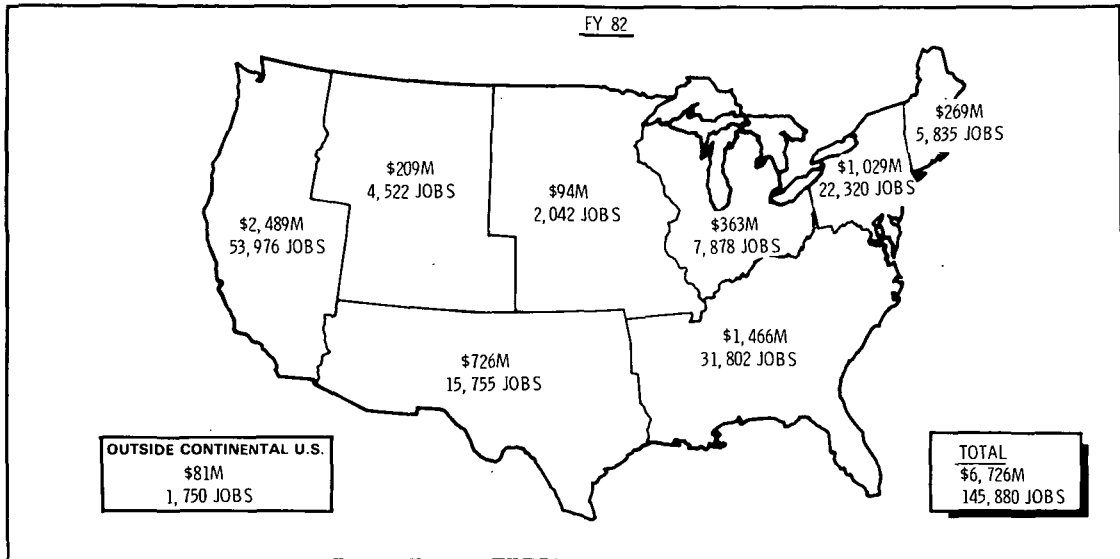 FY 82
$269M
5,835 JOBS
$209M
4,522 JOBS
$1,029M
22,320 JOBS
$94M
2,042 JOBS
$2,489M
53,976 JOBS
$363M
7,878 JOBS
$1,466M
31,802 JOBS
$726M
15,755 JOBS
OUTSIDE CONTINENTAL U.S.
$81M
1,750 JOBS
TOTAL
$6,726M
145,880 JOBS